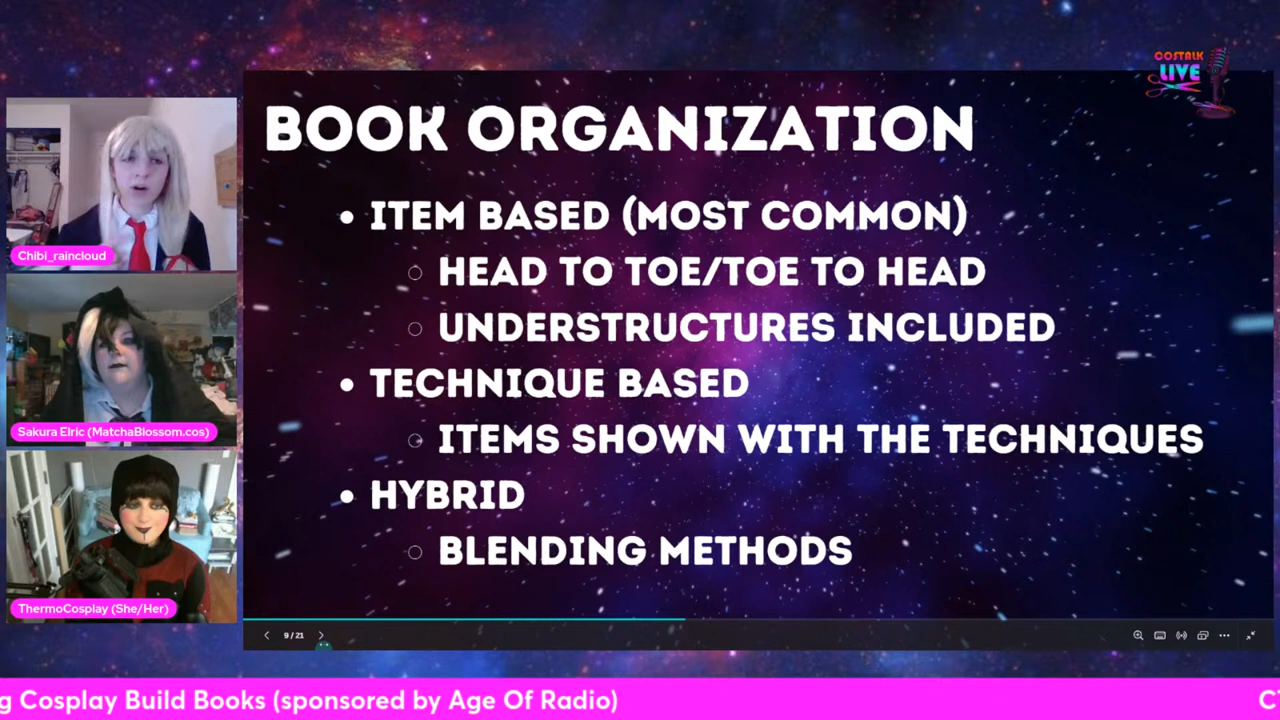 COSTALK
LIVE
BOOK ORGANIZATION
• ITEM BASED (MOST COMMON)
○ HEAD TO TOE/TOE TO HEAD
○ UNDERSTRUCTURES INCLUDED
• TECHNIQUE BASED
○ ITEMS SHOWN WITH THE TECHNIQUES
• HYBRID
○ BLENDING METHODS
Chibi_raincloud
Sakura Elric (MatchaBlossom.cos)
ThermoCosplay (She/Her)
9 / 21
g Cosplay Build Books (sponsored by Age Of Radio)